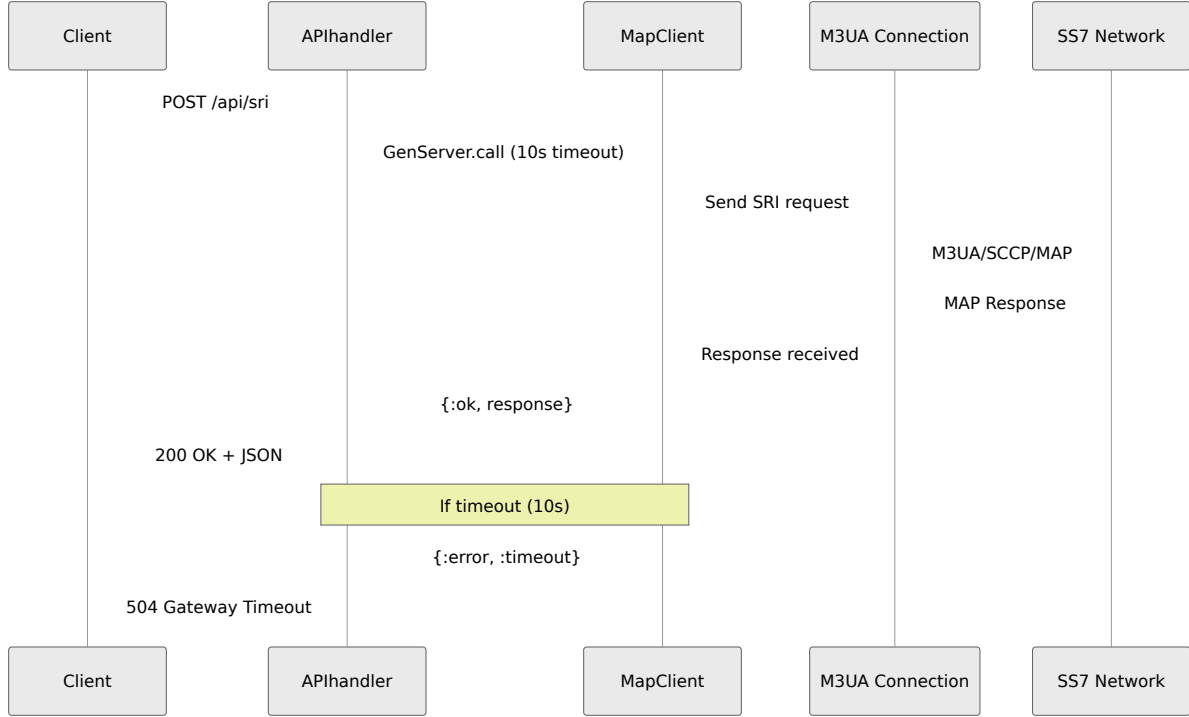 Client
APIhandler
MapClient
M3UA Connection
SS7 Network
POST /api/sri
GenServer.call (10s timeout)
Send SRI request
M3UA/SCCP/MAP
MAP Response
Response received
{:ok, response}
200 OK + JSON
If timeout (10s)
{:error, :timeout}
504 Gateway Timeout
Client
APIhandler
MapClient
M3UA Connection
SS7 Network